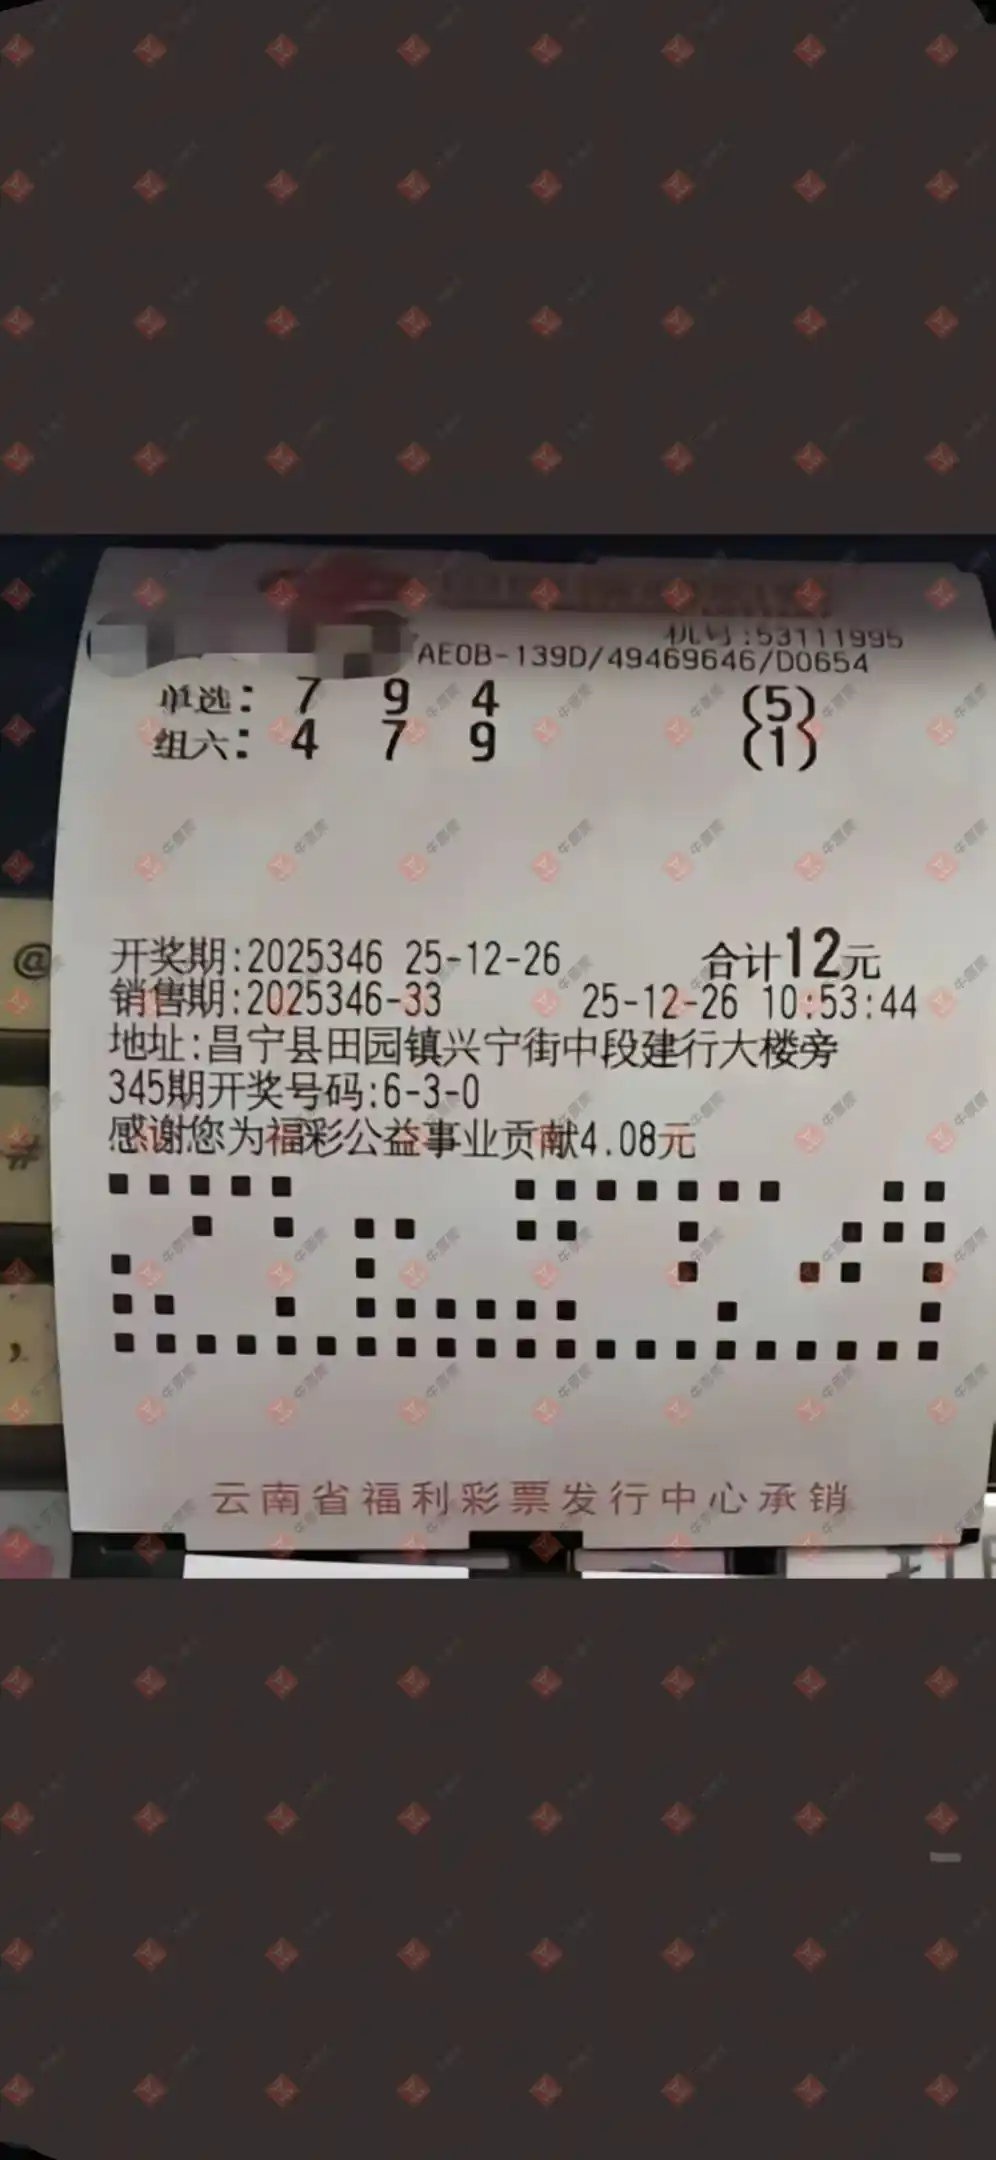 机号:53111995
AE0B-139D/49469646/D0654
单选: 7 9 4 (5)
组六: 4 7 9 (1)
开奖期:2025346 25-12-26 合计12元
销售期:2025346-33 25-12-26 10:53:44
地址:昌宁县田园镇兴宁街中段建行大楼旁
345期开奖号码:6-3-0
感谢您为福彩公益事业贡献4.08元
云南省福利彩票发行中心承销
@
#
,